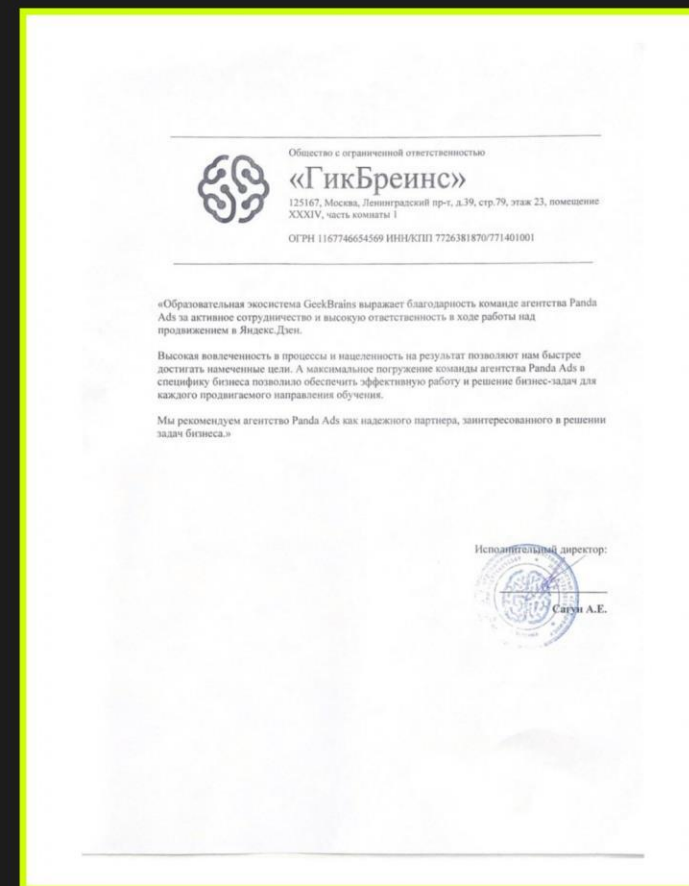 Общество с ограниченной ответственностью
«ГикБреинс»
125167, Москва, Ленинградский пр-т, д.39, стр.79, этаж 23, помещение
XXXIV, часть комнаты 1
ОГРН 1167746654569 ИНН/КПП 7726381870/771401001
«Образовательная экосистема GeekBrains выражает благодарность команде агентства Panda
Ads за активное сотрудничество и высокую ответственность в ходе работы над
продвижением в Яндекс.Дзен.
Высокая вовлеченность в процессы и нацеленность на результат позволяют нам быстрее
достигать намеченные цели. А максимальное погружение команды агентства Panda Ads в
специфику бизнеса позволило обеспечить эффективную работу и решение бизнес-задач для
каждого продвигаемого направления обучения.
Мы рекомендуем агентство Panda Ads как надежного партнера, заинтересованного в решении
задач бизнеса.»
Исполнительный директор:
Сагун А.Е.